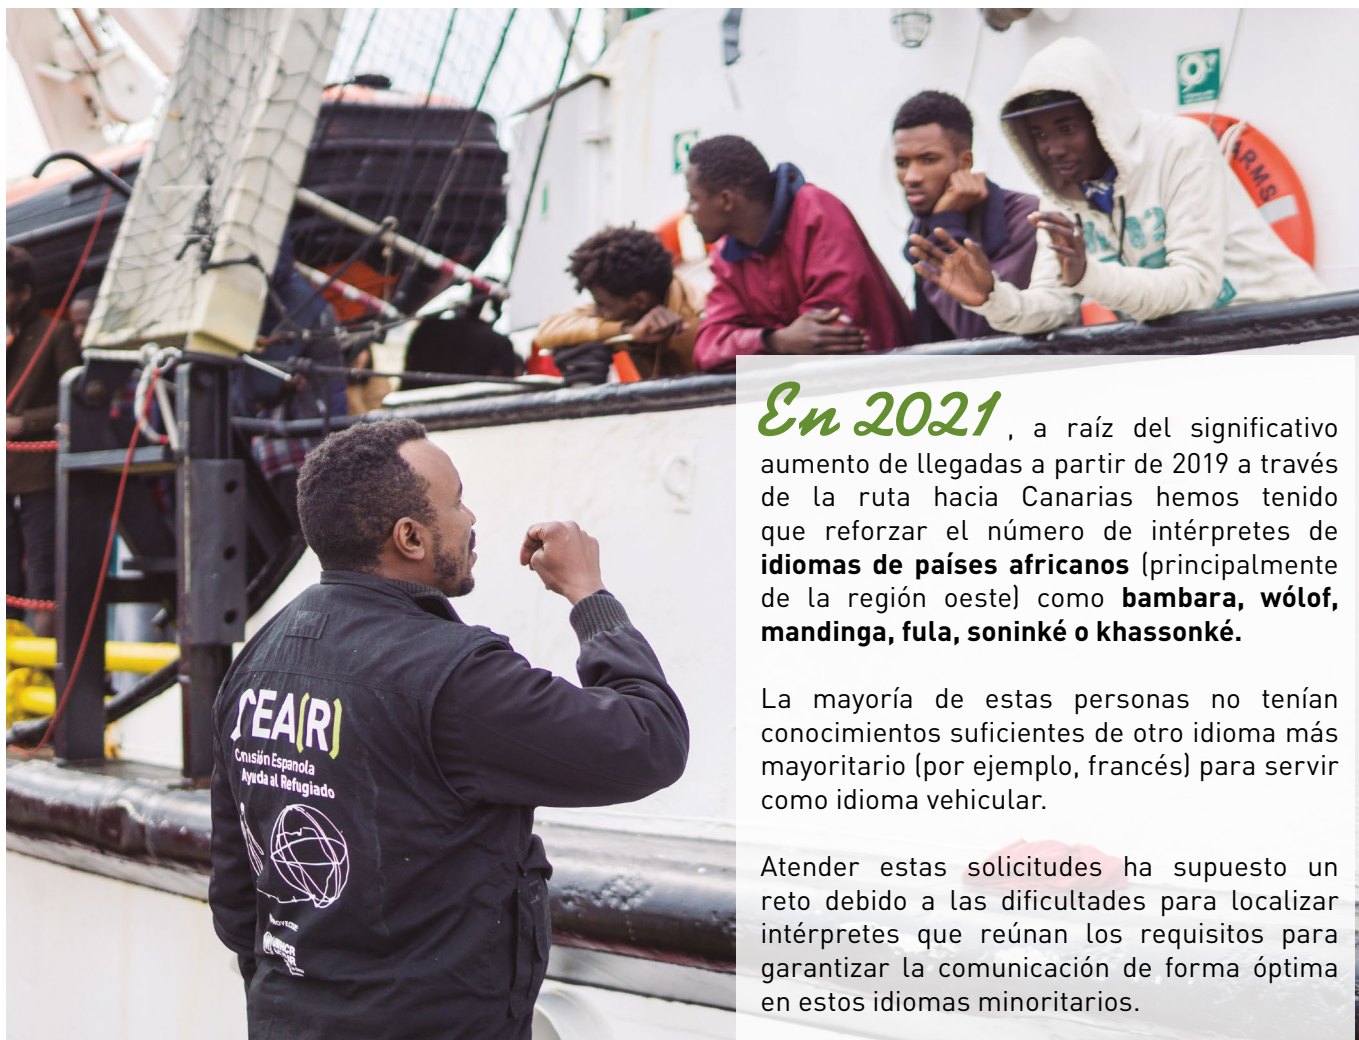 ARMS
En 2021, a raíz del significativo
aumento de llegadas a partir de 2019 a través
de la ruta hacia Canarias hemos tenido
que reforzar el número de intérpretes de
idiomas de países africanos (principalmente
de la región oeste) como bambara, wólof,
mandinga, fula, soninké o khassonké.
La mayoría de estas personas no tenían
conocimientos suficientes de otro idioma más
mayoritario (por ejemplo, francés) para servir
como idioma vehicular.
Atender estas solicitudes ha supuesto un
reto debido a las dificultades para localizar
intérpretes que reúnan los requisitos para
garantizar la comunicación de forma óptima
en estos idiomas minoritarios.
CEA(R)
Comisión Española
Ayuda al Refugiado